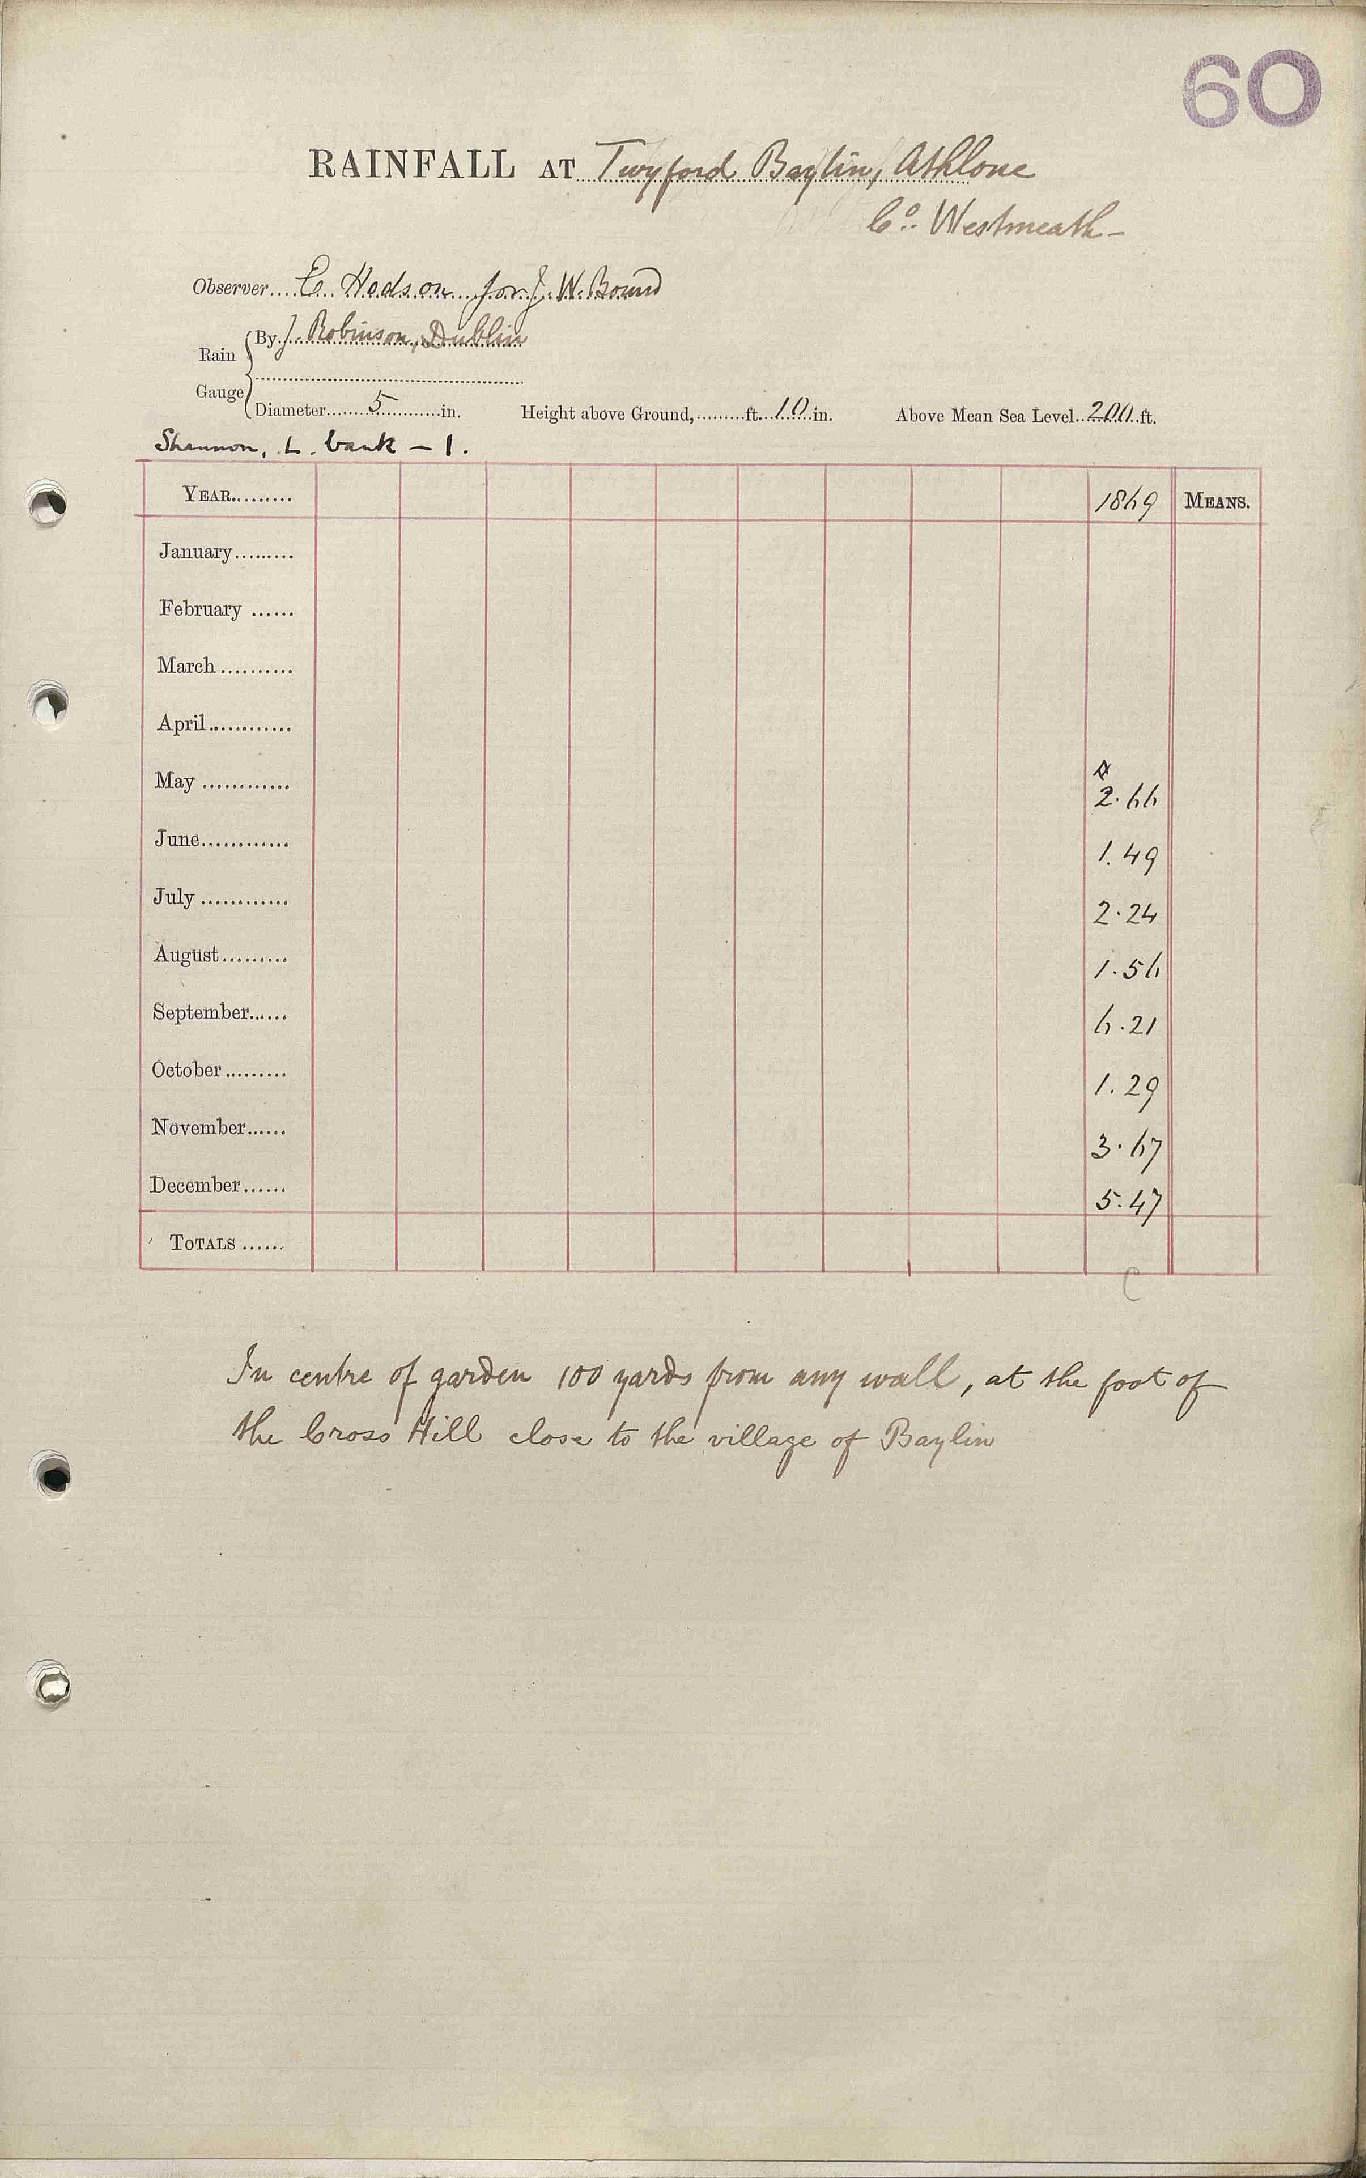 60
RAINFALL AT Twyford Baylin, Athlone
Co. Westmeath-
Observer.... E. Hodson for J. W. Bound
Rain Gauge
By J. Robinson, Dublin
Diameter........5............in. Height above Ground,.........ft...10..in. Above Mean Sea Level..200..ft.
Shannon, L. bank - 1.
YEAR......... 1869 MEANS.
January.........
February ......
March ..........
April............
May ............ 2.66
June............ 1.49
July ............ 2.24
August......... 1.56
September...... 6.21
October ......... 1.29
November...... 3.67
December...... 5.47
TOTALS ......
C
In centre of garden 100 yards from any wall, at the foot of
the Cross Hill close to the village of Baylin